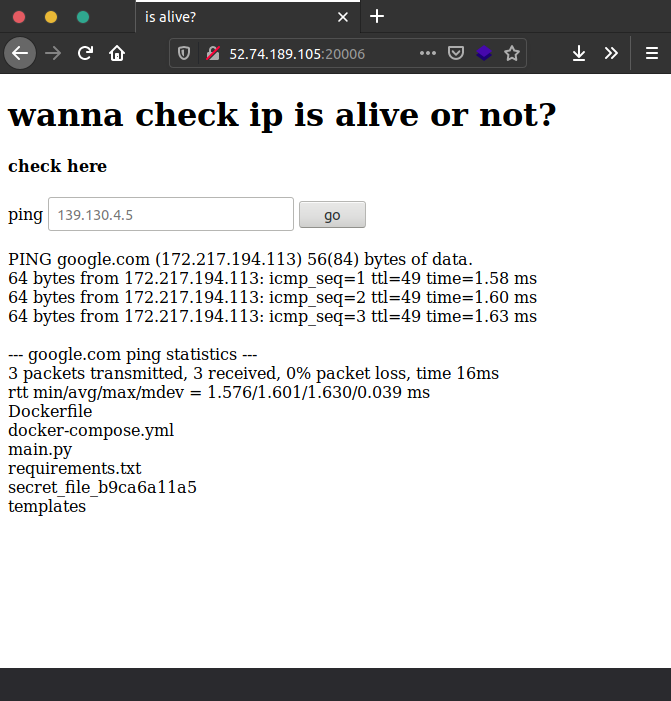 is alive?
52.74.189.105:20006
wanna check ip is alive or not?
check here
ping 139.130.4.5 go
PING google.com (172.217.194.113) 56(84) bytes of data.
64 bytes from 172.217.194.113: icmp_seq=1 ttl=49 time=1.58 ms
64 bytes from 172.217.194.113: icmp_seq=2 ttl=49 time=1.60 ms
64 bytes from 172.217.194.113: icmp_seq=3 ttl=49 time=1.63 ms
--- google.com ping statistics ---
3 packets transmitted, 3 received, 0% packet loss, time 16ms
rtt min/avg/max/mdev = 1.576/1.601/1.630/0.039 ms
Dockerfile
docker-compose.yml
main.py
requirements.txt
secret_file_b9ca6a11a5
templates